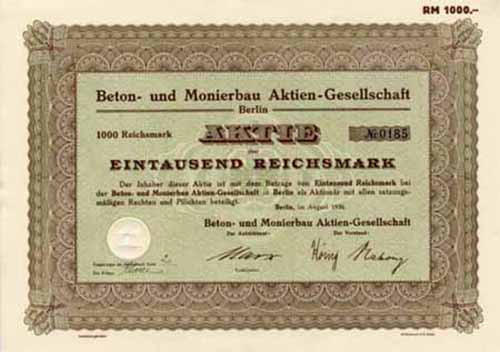 RM 1000.-
Beton- und Monierbau Aktien-Gesellschaft
Berlin
1000 Reichsmark AKTIE № 0185
über
EINTAUSEND REICHSMARK
Der Inhaber dieser Aktie ist mit dem Betrage von Eintausend Reichsmark bei
der Beton- und Monierbau Aktien-Gesellschaft in Berlin als Aktionär mit allen satzungs-
mäßigen Rechten und Pflichten beteiligt.
Berlin, im August 1936.
Beton- und Monierbau Aktien-Gesellschaft
Der Aufsichtsrat: Der Vorstand:
Marx König